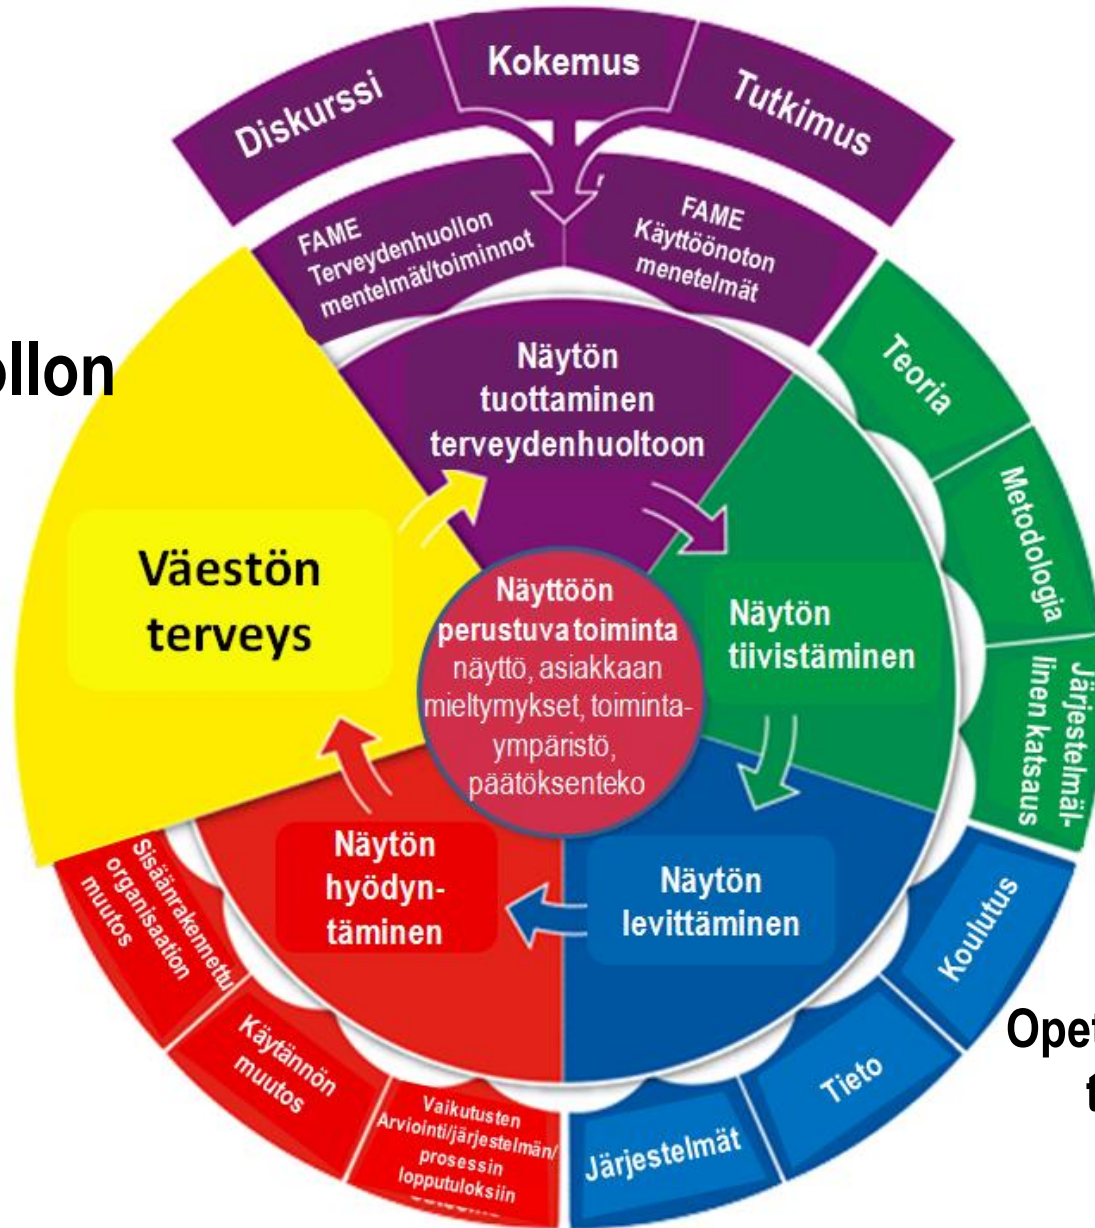 Diskurssi
Kokemus
Tutkimus
FAME
Terveydenhuollon
mentelmät/toiminnot
FAME
Käyttöönoton
menetelmät
Näytön
tuottaminen
terveydenhuoltoon
ollon
Teoria
Metodologia
Järjestelmäl-
linen katsaus
Väestön
terveys
Näyttöön
perustuva toiminta
näyttö, asiakkaan
mieltymykset, toiminta-
ympäristö,
päätöksenteko
Näytön
tiivistäminen
Näytön
hyödyn-
täminen
Näytön
levittäminen
Sisäänrakennettu
organisaation
muutos
Käytännön
muutos
Vaikutusten
Arviointi/järjestelmän/
prosessin
lopputuloksiin
Järjestelmät
Tieto
Koulutus
Opet
t